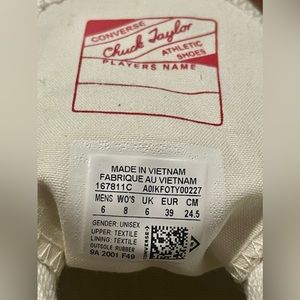 CONVERSE
Chuck Taylor
ATHLETIC
SHOES
PLAYERS NAME
MADE IN VIETNAM
FABRIQUE AU VIETNAM
167811C A0IKFOTY00227
MENS WO'S UK EUR CM
6 8 6 39 24.5
GENDER: UNISEX
UPPER: TEXTILE
LINING: TEXTILE
OUTSOLE RUBBER
9A 2001 F49
CONVERSE